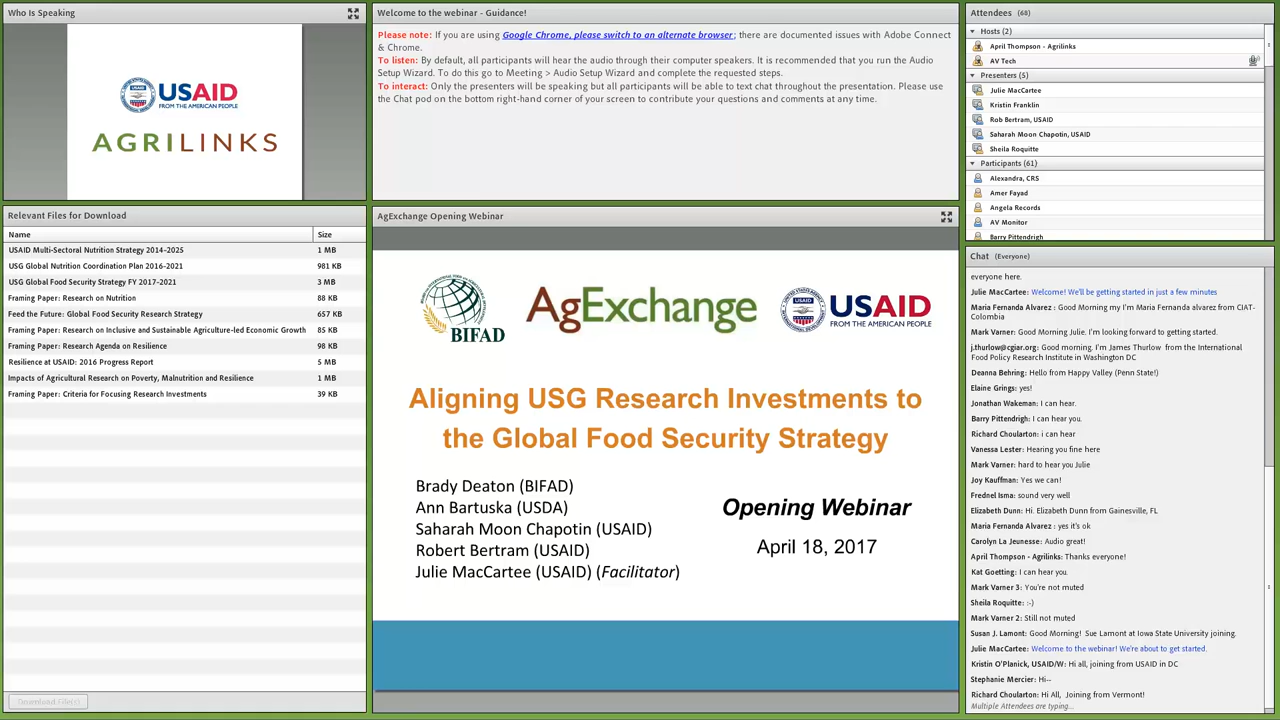 Who Is Speaking
USAID
FROM THE AMERICAN PEOPLE
AGRILINKS
Welcome to the webinar - Guidance!
Please note: If you are using Google Chrome, please switch to an alternate browser; there are documented issues with Adobe Connect
& Chrome.
To listen: By default, all participants will hear the audio through their computer speakers. It is recommended that you run the Audio
Setup Wizard. To do this go to Meeting > Audio Setup Wizard and complete the requested steps.
To interact: Only the presenters will be speaking but all participants will be able to text chat throughout the presentation. Please use
the Chat pod on the bottom right-hand corner of your screen to contribute your questions and comments at any time.
Attendees (68)
Hosts (2)
April Thompson - Agrilinks
AV Tech
Presenters (5)
Julie MacCartee
Kristin Franklin
Rob Bertram, USAID
Saharah Moon Chapotin, USAID
Sheila Roquitte
Participants (61)
Alexandra, CRS
Amer Fayad
Angela Records
AV Monitor
Barry Pittendrigh
Relevant Files for Download
Name Size
USAID Multi-Sectoral Nutrition Strategy 2014-2025 1 MB
USG Global Nutrition Coordination Plan 2016-2021 981 KB
USG Global Food Security Strategy FY 2017-2021 3 MB
Framing Paper: Research on Nutrition 88 KB
Feed the Future: Global Food Security Research Strategy 657 KB
Framing Paper: Research on Inclusive and Sustainable Agriculture-led Economic Growth 85 KB
Framing Paper: Research Agenda on Resilience 98 KB
Resilience at USAID: 2016 Progress Report 5 MB
Impacts of Agricultural Research on Poverty, Malnutrition and Resilience 1 MB
Framing Paper: Criteria for Focusing Research Investments 39 KB
Download File(s)
AgExchange Opening Webinar
BIFAD
AgExchange
USAID
FROM THE AMERICAN PEOPLE
Aligning USG Research Investments to
the Global Food Security Strategy
Brady Deaton (BIFAD)
Ann Bartuska (USDA)
Saharah Moon Chapotin (USAID)
Robert Bertram (USAID)
Julie MacCartee (USAID) (Facilitator)
Opening Webinar
April 18, 2017
Chat (Everyone)
everyone here.
Julie MacCartee: Welcome! We'll be getting started in just a few minutes
Maria Fernanda Alvarez : Good Morning my I'm Maria Fernanda alvarez from CIAT-
Colombia
Mark Varner: Good Morning Julie. I'm looking forward to getting started.
j.thurlow@cgiar.org: Good morning. I'm James Thurlow from the International
Food Policy Research Institute in Washington DC
Deanna Behring: Hello from Happy Valley (Penn State!)
Elaine Grings: yes!
Jonathan Wakeman: I can hear.
Barry Pittendrigh: I can hear you.
Richard Choularton: i can hear
Vanessa Lester: Hearing you fine here
Mark Varner: hard to hear you Julie
Joy Kauffman: Yes we can!
Frednel Isma: sound very well
Elizabeth Dunn: Hi. Elizabeth Dunn from Gainesville, FL
Maria Fernanda Alvarez : yes it's ok
Carolyn La Jeunesse: Audio great!
April Thompson - Agrilinks: Thanks everyone!
Kat Goetting: I can hear you.
Mark Varner 3: You're not muted
Sheila Roquitte: :-)
Mark Varner 2: Still not muted
Susan J. Lamont: Good Morning! Sue Lamont at Iowa State University joining.
Julie MacCartee: Welcome to the webinar! We're about to get started.
Kristin O'Planick, USAID/W: Hi all, joining from USAID in DC
Stephanie Mercier: Hi--
Richard Choularton: Hi All, Joining from Vermont!
Multiple Attendees are typing...